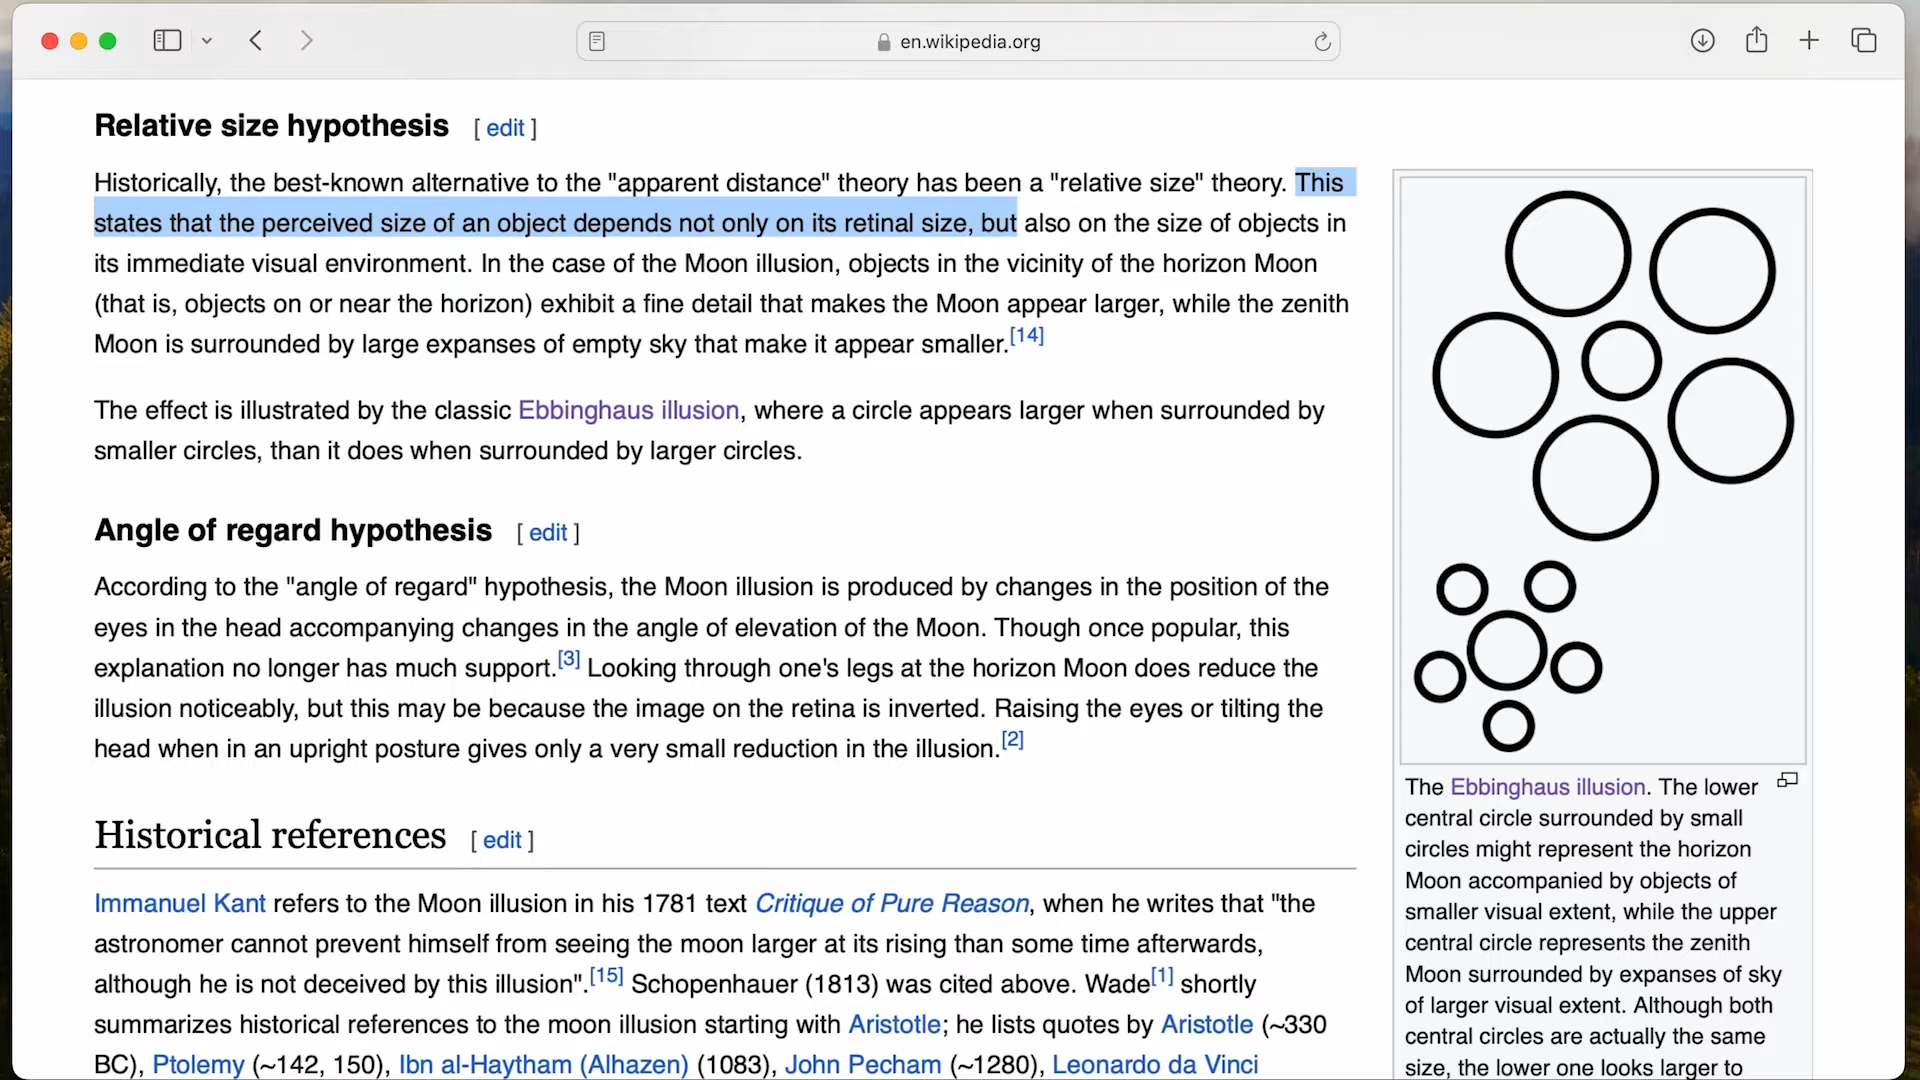 en.wikipedia.org
Relative size hypothesis [ edit ]
Historically, the best-known alternative to the "apparent distance" theory has been a "relative size" theory. This
states that the perceived size of an object depends not only on its retinal size, but also on the size of objects in
its immediate visual environment. In the case of the Moon illusion, objects in the vicinity of the horizon Moon
(that is, objects on or near the horizon) exhibit a fine detail that makes the Moon appear larger, while the zenith
Moon is surrounded by large expanses of empty sky that make it appear smaller.[14]
The effect is illustrated by the classic Ebbinghaus illusion, where a circle appears larger when surrounded by
smaller circles, than it does when surrounded by larger circles.
Angle of regard hypothesis [ edit ]
According to the "angle of regard" hypothesis, the Moon illusion is produced by changes in the position of the
eyes in the head accompanying changes in the angle of elevation of the Moon. Though once popular, this
explanation no longer has much support.[3] Looking through one's legs at the horizon Moon does reduce the
illusion noticeably, but this may be because the image on the retina is inverted. Raising the eyes or tilting the
head when in an upright posture gives only a very small reduction in the illusion.[2]
Historical references [ edit ]
Immanuel Kant refers to the Moon illusion in his 1781 text Critique of Pure Reason, when he writes that "the
astronomer cannot prevent himself from seeing the moon larger at its rising than some time afterwards,
although he is not deceived by this illusion".[15] Schopenhauer (1813) was cited above. Wade[1] shortly
summarizes historical references to the moon illusion starting with Aristotle; he lists quotes by Aristotle (~330
BC), Ptolemy (~142, 150), Ibn al-Haytham (Alhazen) (1083), John Pecham (~1280), Leonardo da Vinci
The Ebbinghaus illusion. The lower
central circle surrounded by small
circles might represent the horizon
Moon accompanied by objects of
smaller visual extent, while the upper
central circle represents the zenith
Moon surrounded by expanses of sky
of larger visual extent. Although both
central circles are actually the same
size, the lower one looks larger to